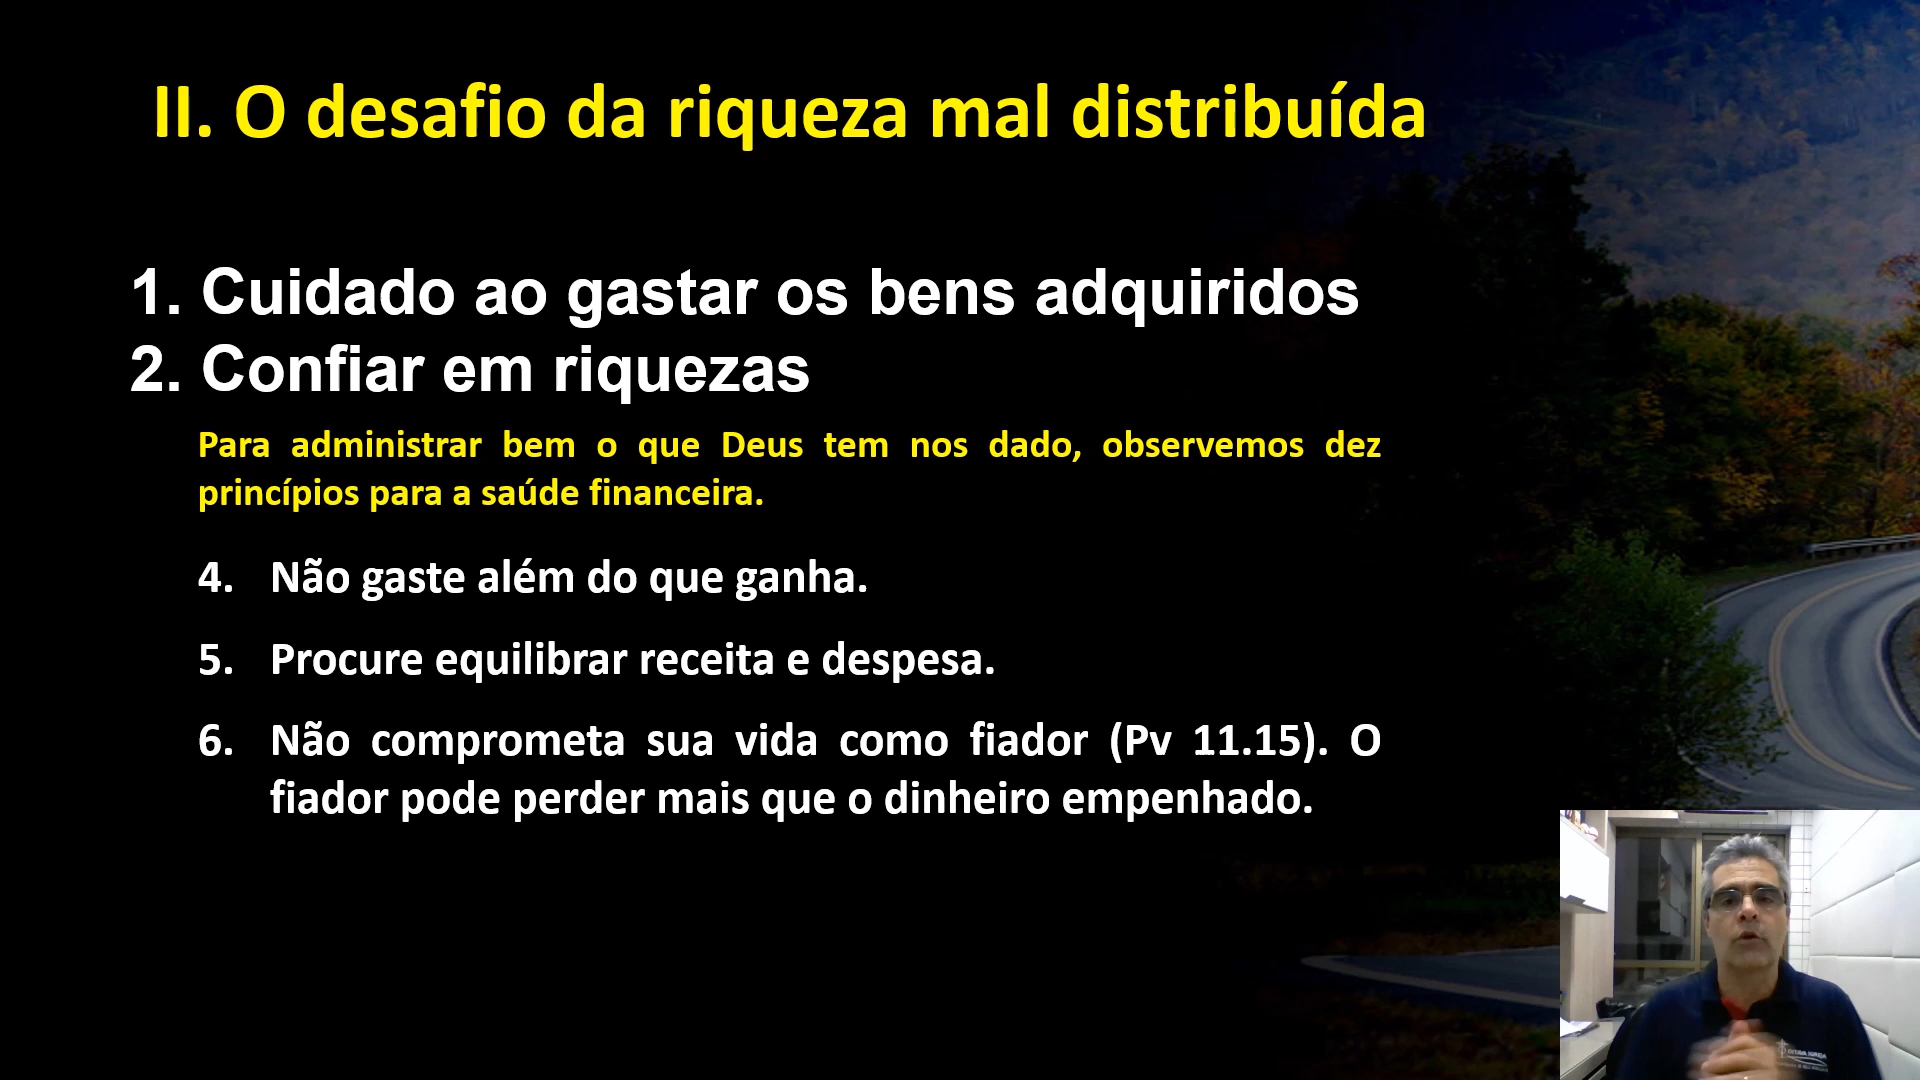 II. O desafio da riqueza mal distribuída
1. Cuidado ao gastar os bens adquiridos
2. Confiar em riquezas
Para administrar bem o que Deus tem nos dado, observemos dez
princípios para a saúde financeira.
4. Não gaste além do que ganha.
5. Procure equilibrar receita e despesa.
6. Não comprometa sua vida como fiador (Pv 11.15). O
fiador pode perder mais que o dinheiro empenhado.